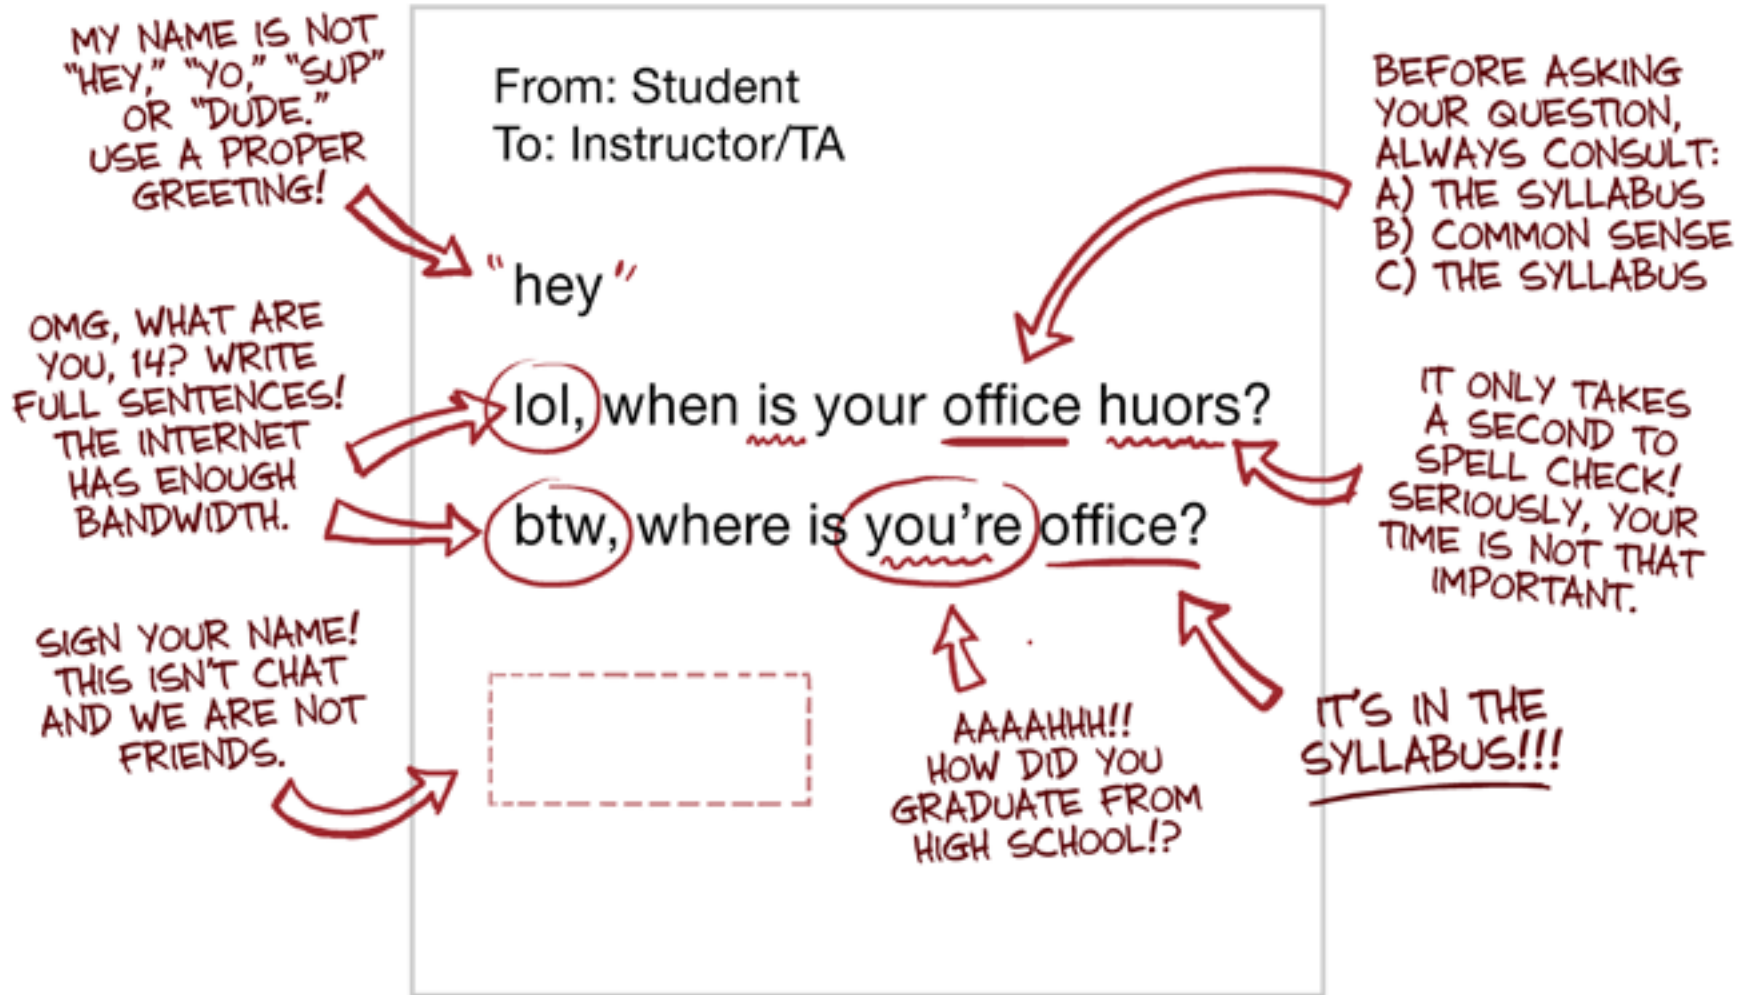 MY NAME IS NOT
"HEY," "YO," "SUP"
OR "DUDE."
USE A PROPER
GREETING!
From: Student
To: Instructor/TA
BEFORE ASKING
YOUR QUESTION,
ALWAYS CONSULT:
A) THE SYLLABUS
B) COMMON SENSE
C) THE SYLLABUS
"hey"
OMG, WHAT ARE
YOU, 14? WRITE
FULL SENTENCES!
THE INTERNET
HAS ENOUGH
BANDWIDTH.
lol, when is your office huors?
IT ONLY TAKES
A SECOND TO
SPELL CHECK!
SERIOUSLY, YOUR
TIME IS NOT THAT
IMPORTANT.
btw, where is you're office?
SIGN YOUR NAME!
THIS ISN'T CHAT
AND WE ARE NOT
FRIENDS.
AAAAHHH!!
HOW DID YOU
GRADUATE FROM
HIGH SCHOOL!?
IT'S IN THE
SYLLABUS!!!